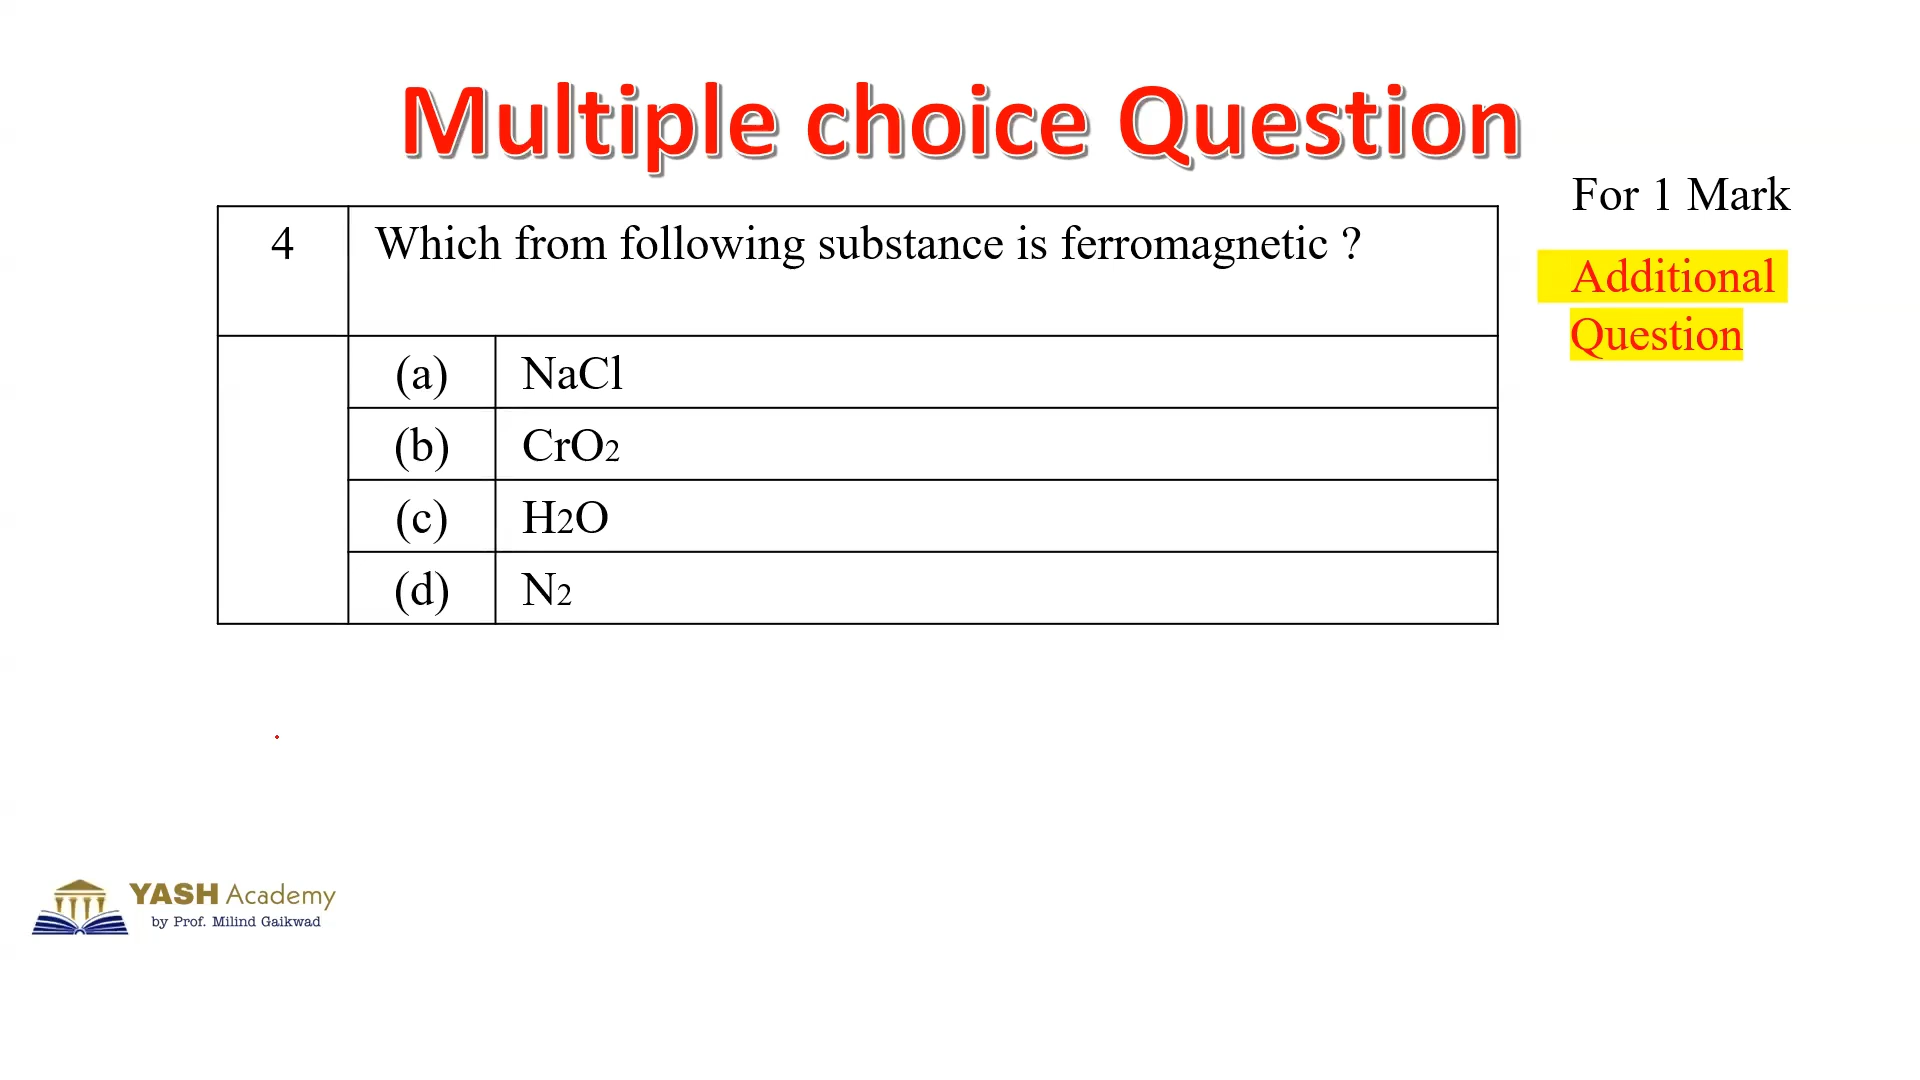 Multiple choice Question
For 1 Mark
4 Which from following substance is ferromagnetic ?
Additional
Question
(a) NaCl
(b) CrO2
(c) H2O
(d) N2
YASH Academy
by Prof. Milind Gaikwad